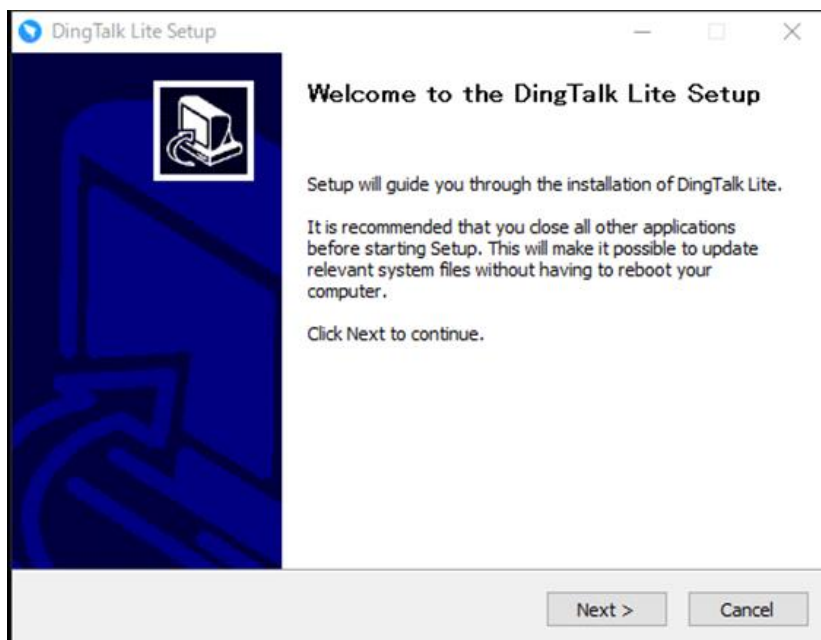 DingTalk Lite Setup
Welcome to the DingTalk Lite Setup
Setup will guide you through the installation of DingTalk Lite.
It is recommended that you close all other applications
before starting Setup. This will make it possible to update
relevant system files without having to reboot your
computer.
Click Next to continue.
Next >
Cancel